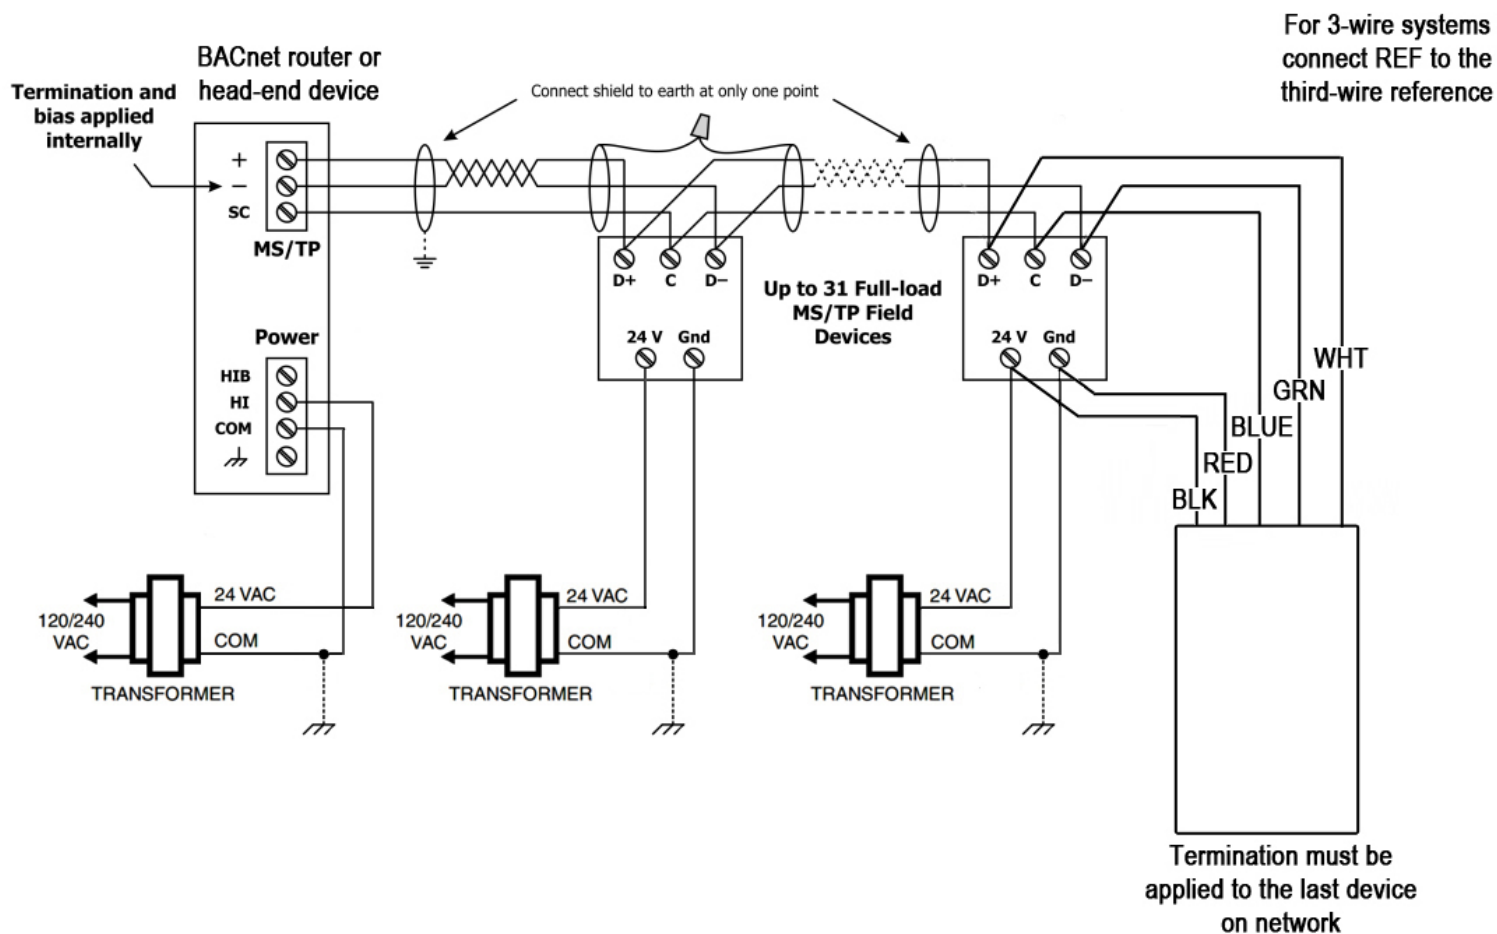 For 3-wire systems
connect REF to the
third-wire reference
BACnet router or
head-end device
Termination and
bias applied
internally
Connect shield to earth at only one point
+
−
SC
MS/TP
D+
C
D−
Up to 31 Full-load
MS/TP Field
Devices
D+
C
D−
Power
24 V
Gnd
24 V
Gnd
HIB
HI
COM
WHT
GRN
BLUE
RED
BLK
24 VAC
120/240
VAC
COM
TRANSFORMER
24 VAC
120/240
VAC
COM
TRANSFORMER
24 VAC
120/240
VAC
COM
TRANSFORMER
Termination must be
applied to the last device
on network